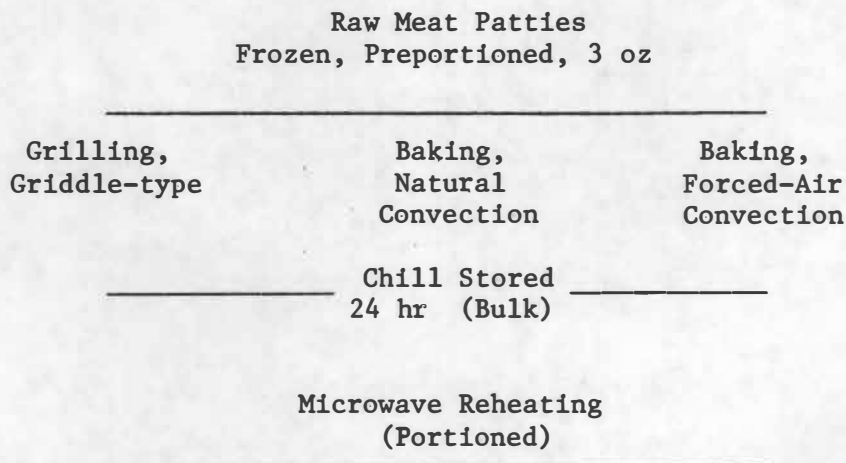 Raw Meat Patties
Frozen, Preportioned, 3 oz
Grilling,
Griddle-type
Baking,
Natural
Convection
Baking,
Forced-Air
Convection
Chill Stored
24 hr (Bulk)
Microwave Reheating
(Portioned)